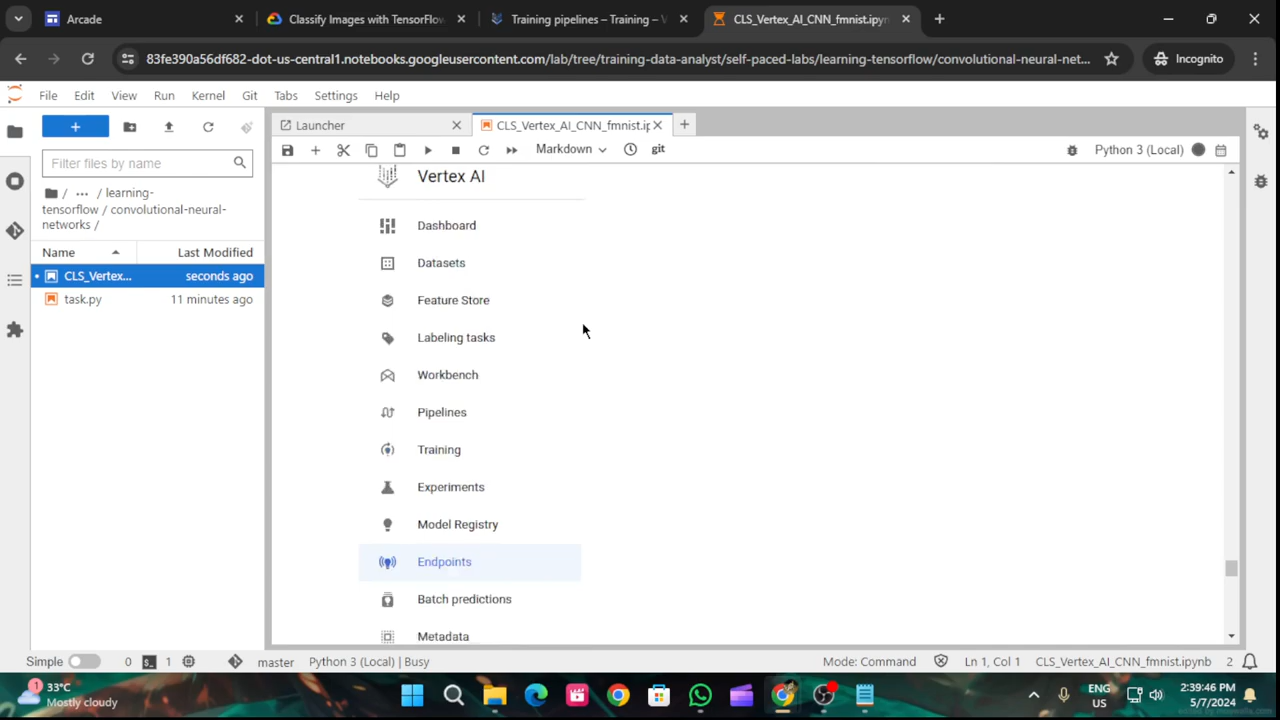 Arcade
Classify Images with TensorFlow
Training pipelines – Training – V
CLS_Vertex_AI_CNN_fmnist.ipyn
83fe390a56df682-dot-us-central1.notebooks.googleusercontent.com/lab/tree/training-data-analyst/self-paced-labs/learning-tensorflow/convolutional-neural-net...
Incognito
File Edit View Run Kernel Git Tabs Settings Help
Launcher
CLS_Vertex_AI_CNN_fmnist.ip
Markdown
git
Python 3 (Local)
Filter files by name
/ ... / learning-
tensorflow / convolutional-neural-
networks /
Name Last Modified
CLS_Vertex... seconds ago
task.py 11 minutes ago
Vertex AI
Dashboard
Datasets
Feature Store
Labeling tasks
Workbench
Pipelines
Training
Experiments
Model Registry
Endpoints
Batch predictions
Metadata
Simple 0 1 master Python 3 (Local) | Busy Mode: Command Ln 1, Col 1 CLS_Vertex_AI_CNN_fmnist.ipynb 2
1
33°C
Mostly cloudy
ENG
US
2:39:46 PM
5/7/2024